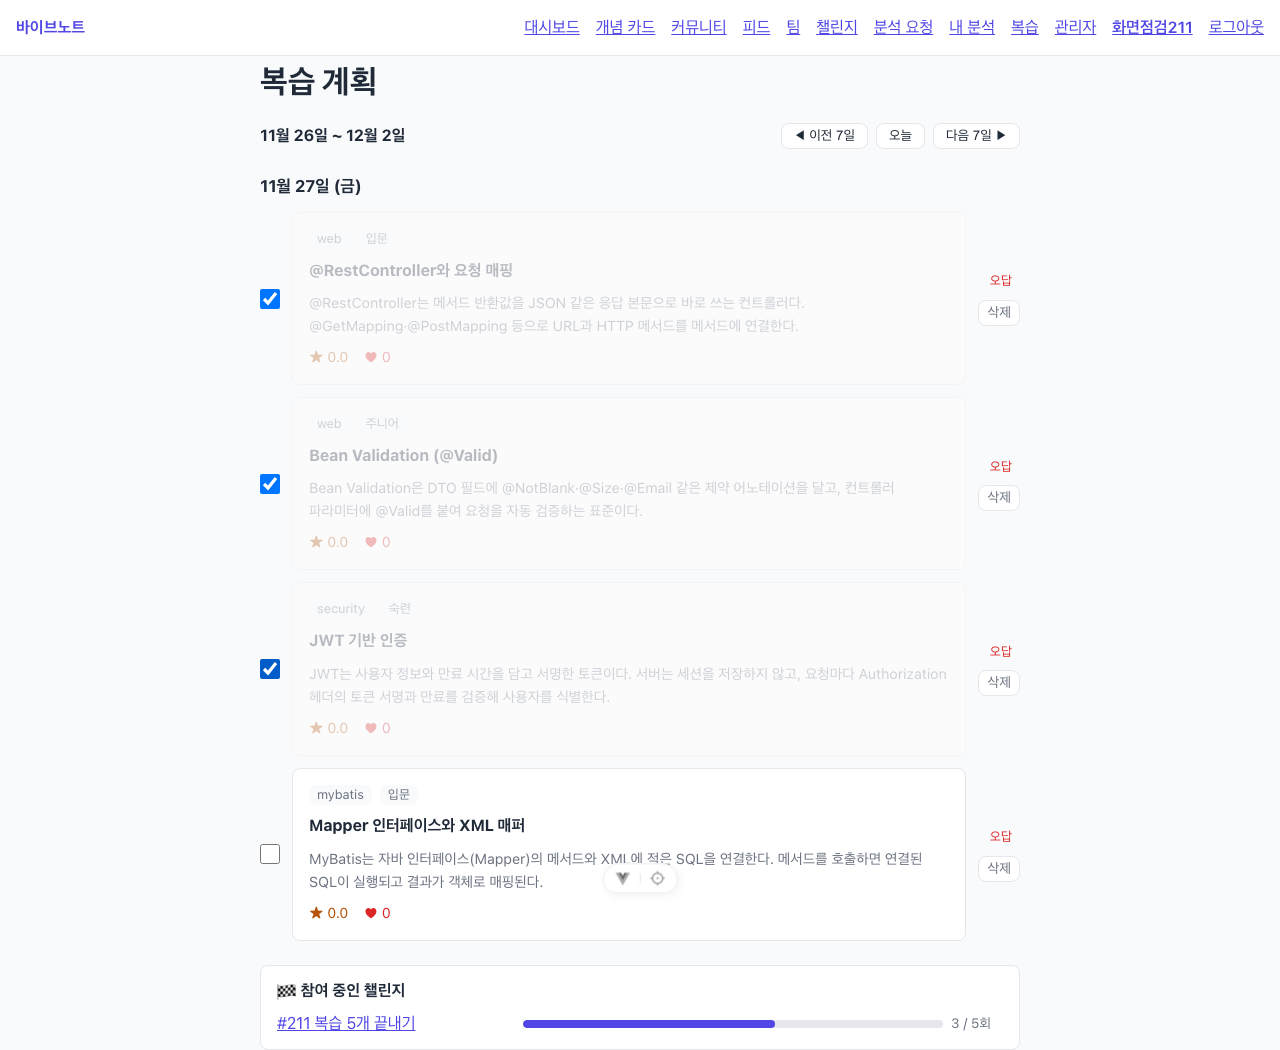 바이브노트
대시보드 개념 카드 커뮤니티 피드 팀 챌린지 분석 요청 내 분석 복습 관리자 화면점검211 로그아웃
복습 계획
11월 26일 ~ 12월 2일
◀ 이전 7일 오늘 다음 7일 ▶
11월 27일 (금)
web 입문
@RestController와 요청 매핑
@RestController는 메서드 반환값을 JSON 같은 응답 본문으로 바로 쓰는 컨트롤러다.
@GetMapping·@PostMapping 등으로 URL과 HTTP 메서드를 메서드에 연결한다.
★ 0.0 ♥ 0
오답
삭제
web 주니어
Bean Validation (@Valid)
Bean Validation은 DTO 필드에 @NotBlank·@Size·@Email 같은 제약 어노테이션을 달고, 컨트롤러
파라미터에 @Valid를 붙여 요청을 자동 검증하는 표준이다.
★ 0.0 ♥ 0
오답
삭제
security 숙련
JWT 기반 인증
JWT는 사용자 정보와 만료 시간을 담고 서명한 토큰이다. 서버는 세션을 저장하지 않고, 요청마다 Authorization
헤더의 토큰 서명과 만료를 검증해 사용자를 식별한다.
★ 0.0 ♥ 0
오답
삭제
mybatis 입문
Mapper 인터페이스와 XML 매퍼
MyBatis는 자바 인터페이스(Mapper)의 메서드와 XML에 적은 SQL을 연결한다. 메서드를 호출하면 연결된
SQL이 실행되고 결과가 객체로 매핑된다.
★ 0.0 ♥ 0
오답
삭제
🏁 참여 중인 챌린지
#211 복습 5개 끝내기 3 / 5회